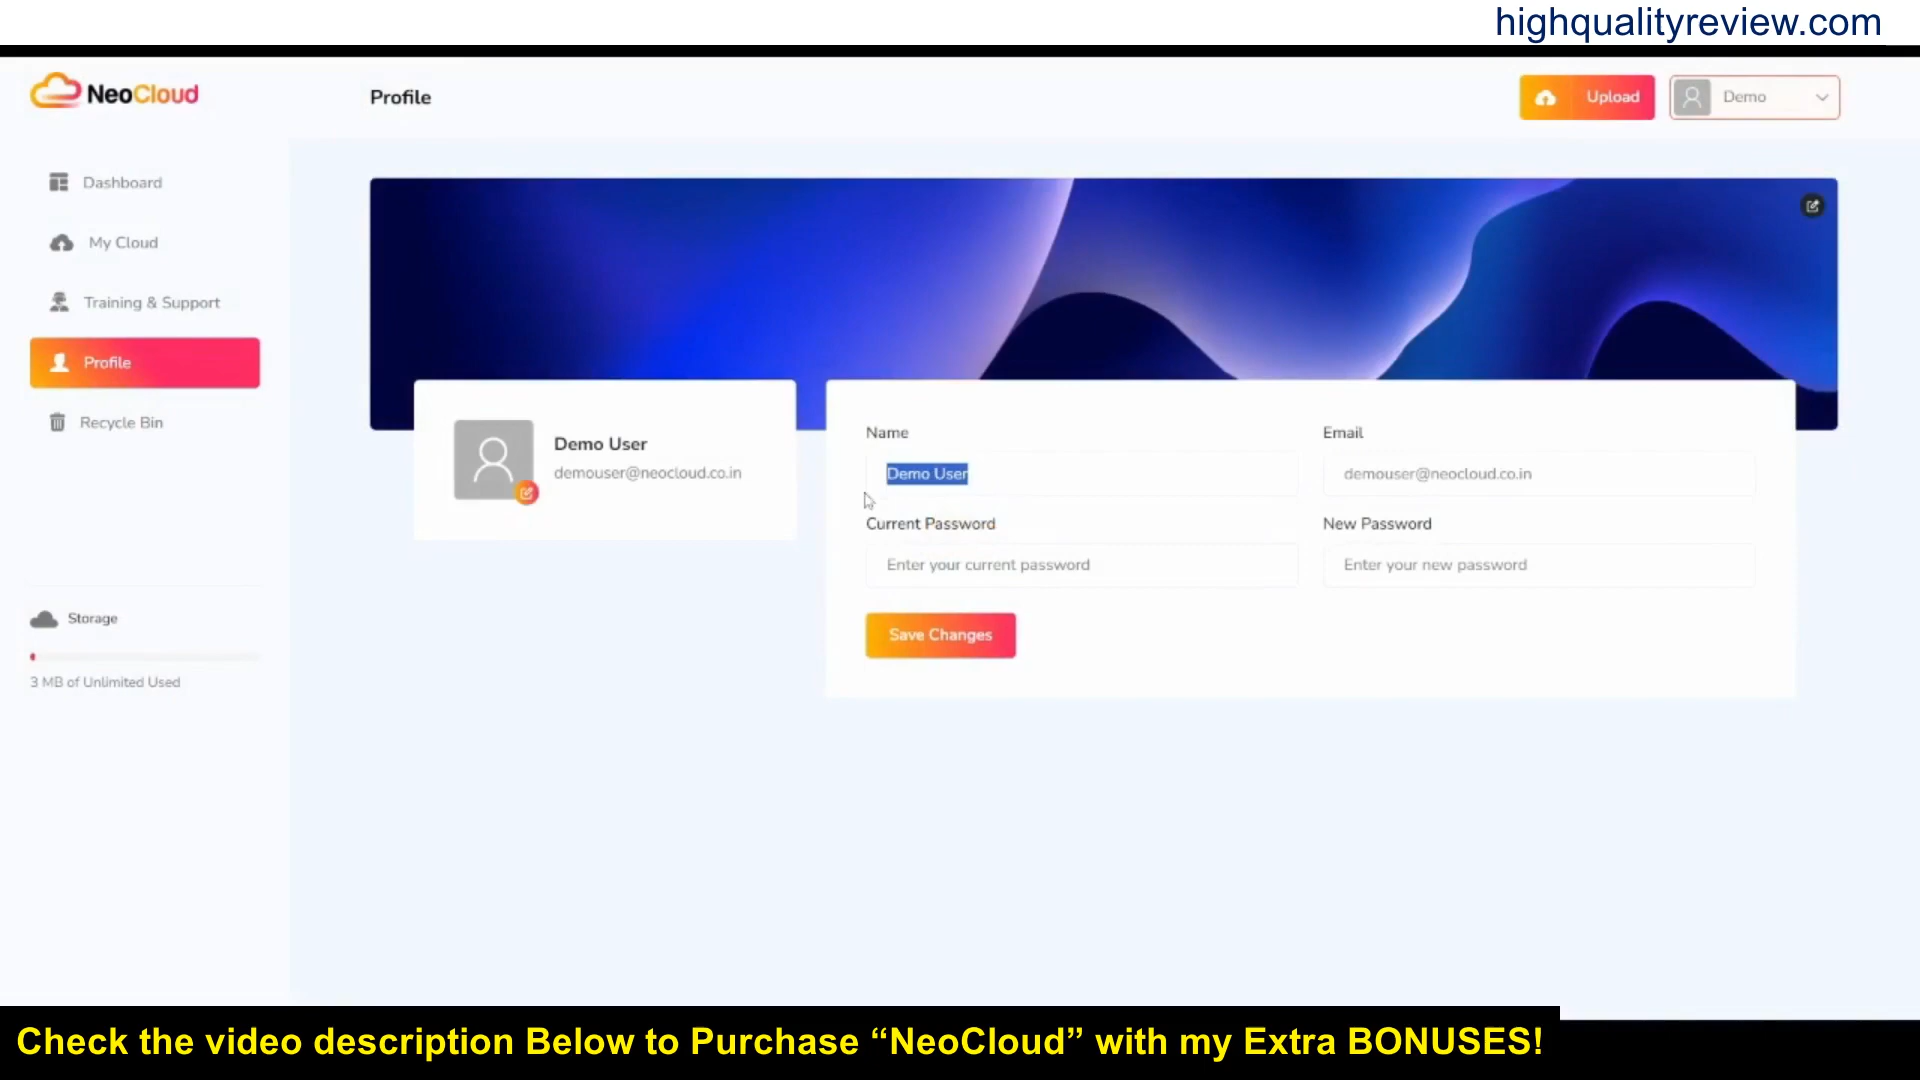 highqualityreview.com
NeoCloud
Profile
Upload
Demo
Dashboard
My Cloud
Training & Support
Profile
Recycle Bin
Storage
3 MB of Unlimited Used
Demo User
demouser@neocloud.co.in
Name
Email
Demo User
demouser@neocloud.co.in
Current Password
New Password
Enter your current password
Enter your new password
Save Changes
Check the video description Below to Purchase “NeoCloud” with my Extra BONUSES!